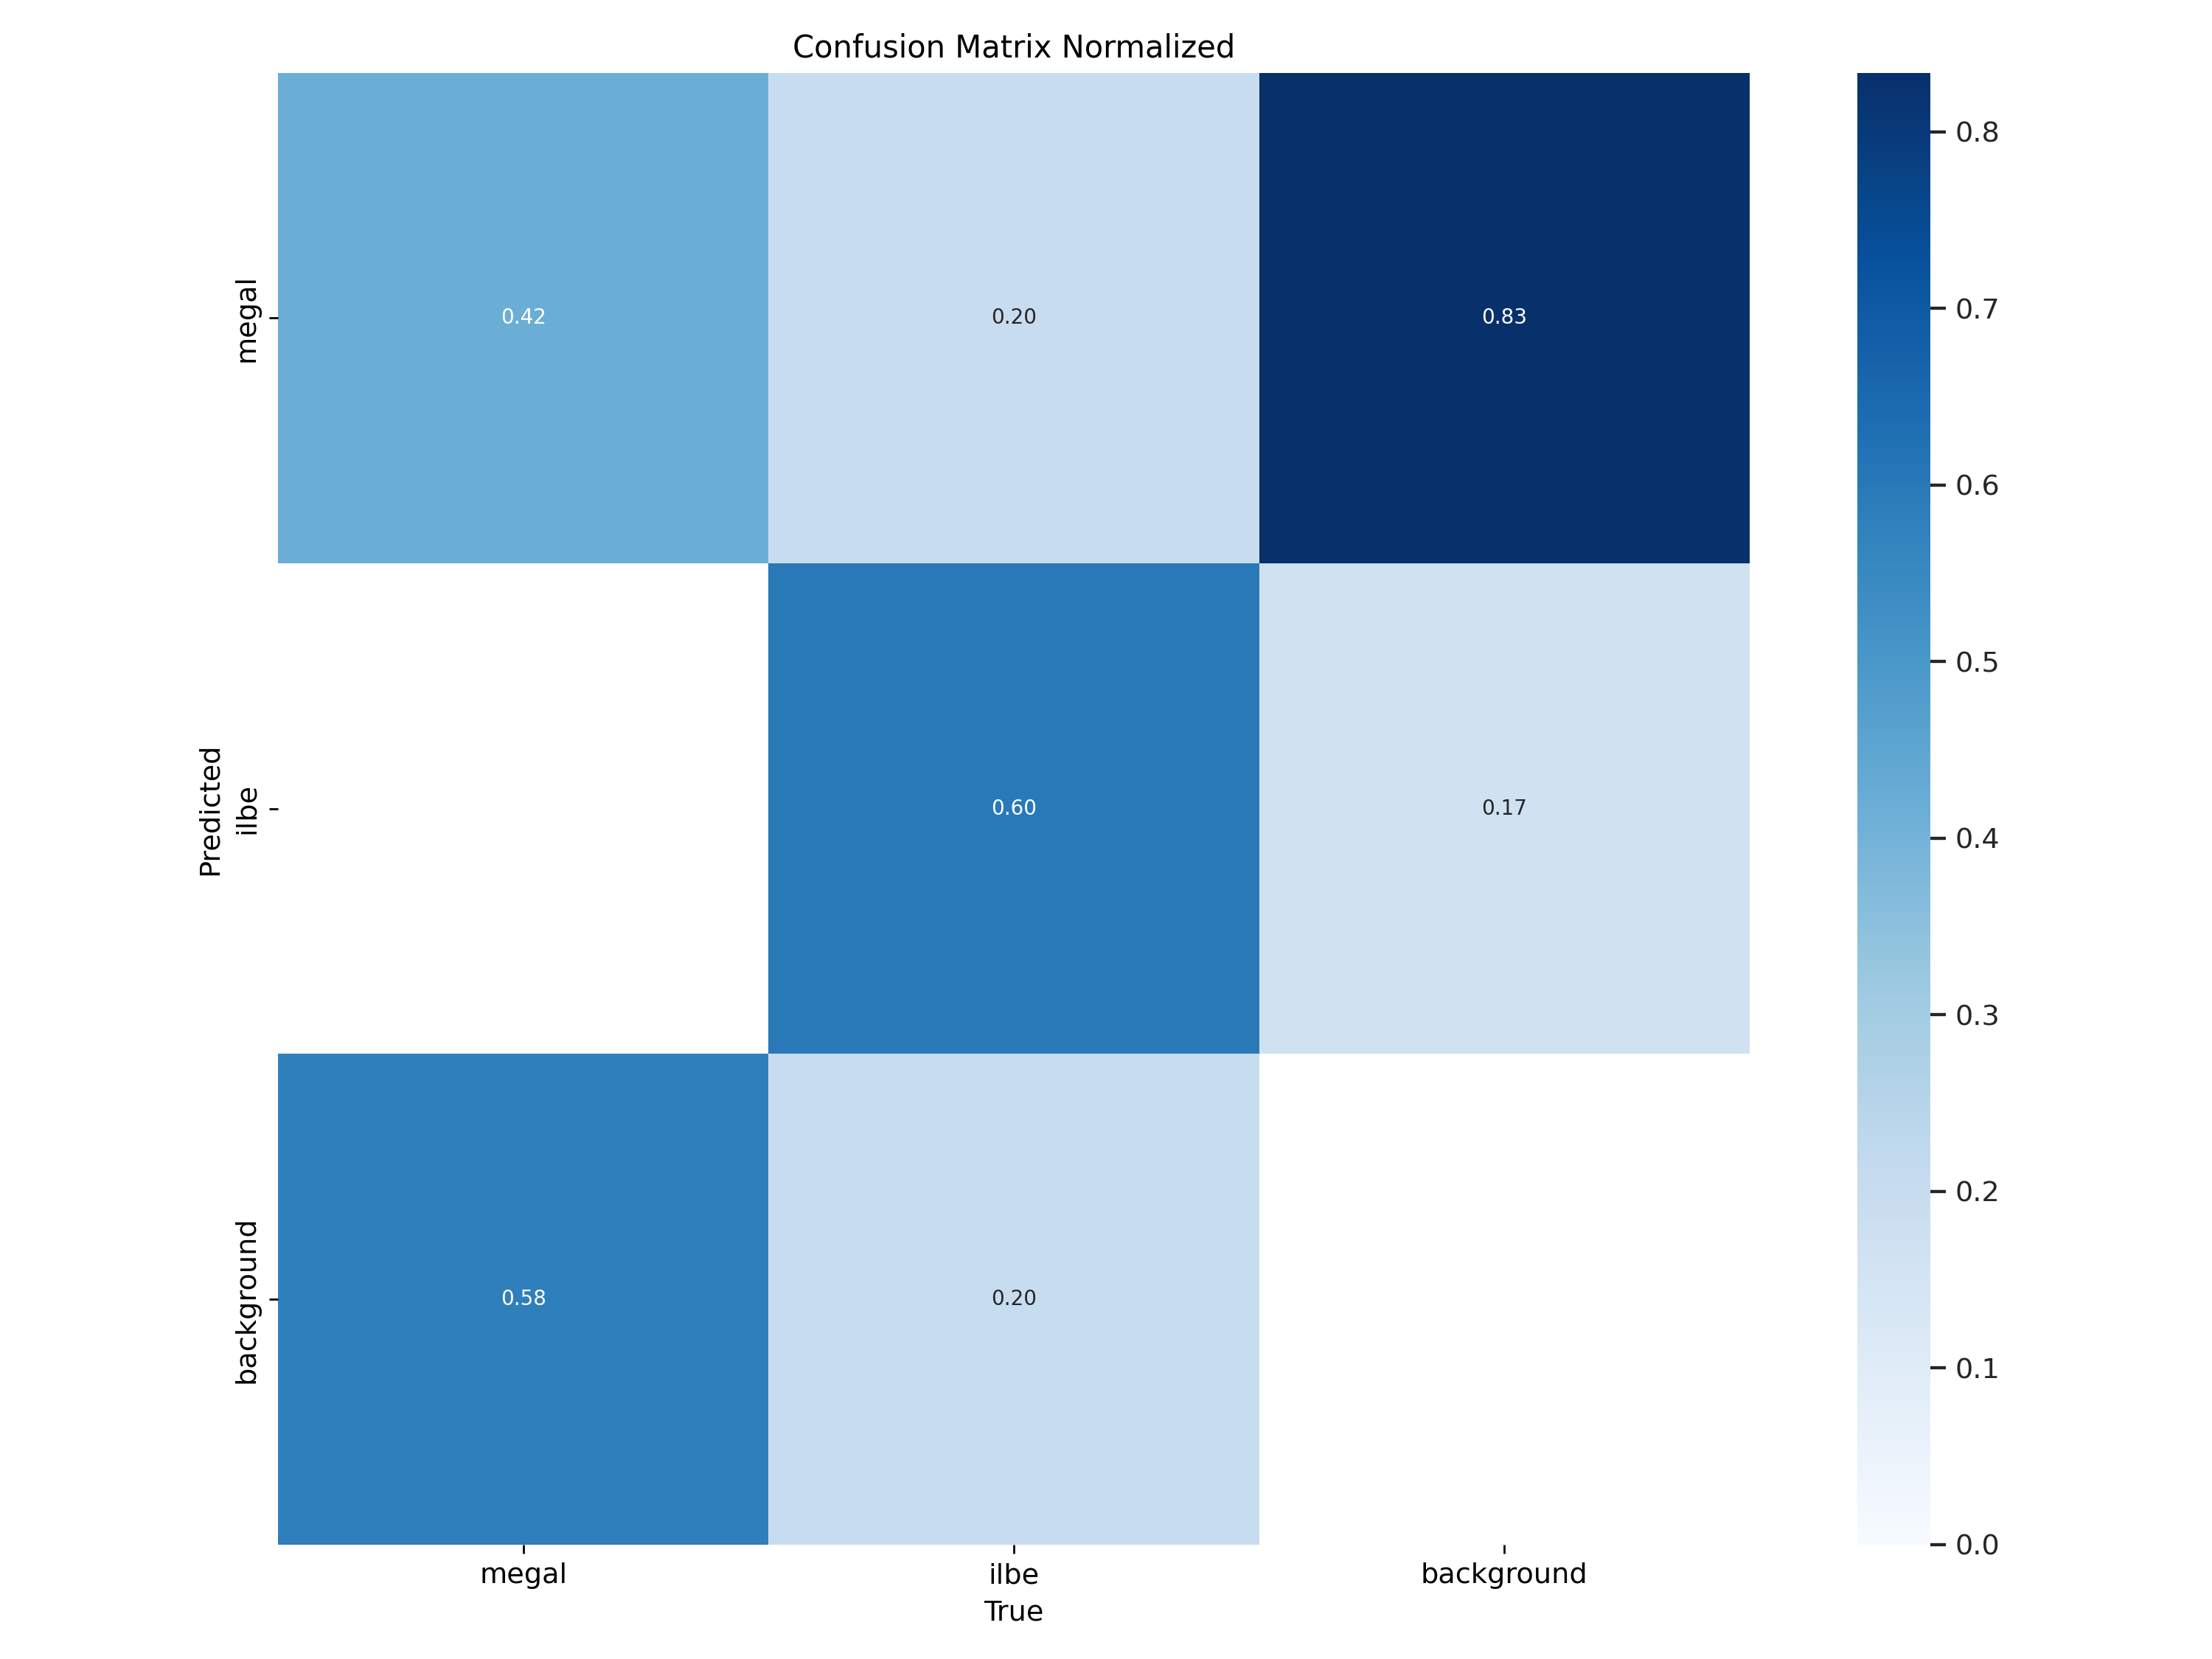 Confusion Matrix Normalized
megal
0.42
0.20
0.83
Predicted
ilbe
0.60
0.17
background
0.58
0.20
megal
ilbe
background
True
0.8
0.7
0.6
0.5
0.4
0.3
0.2
0.1
0.0